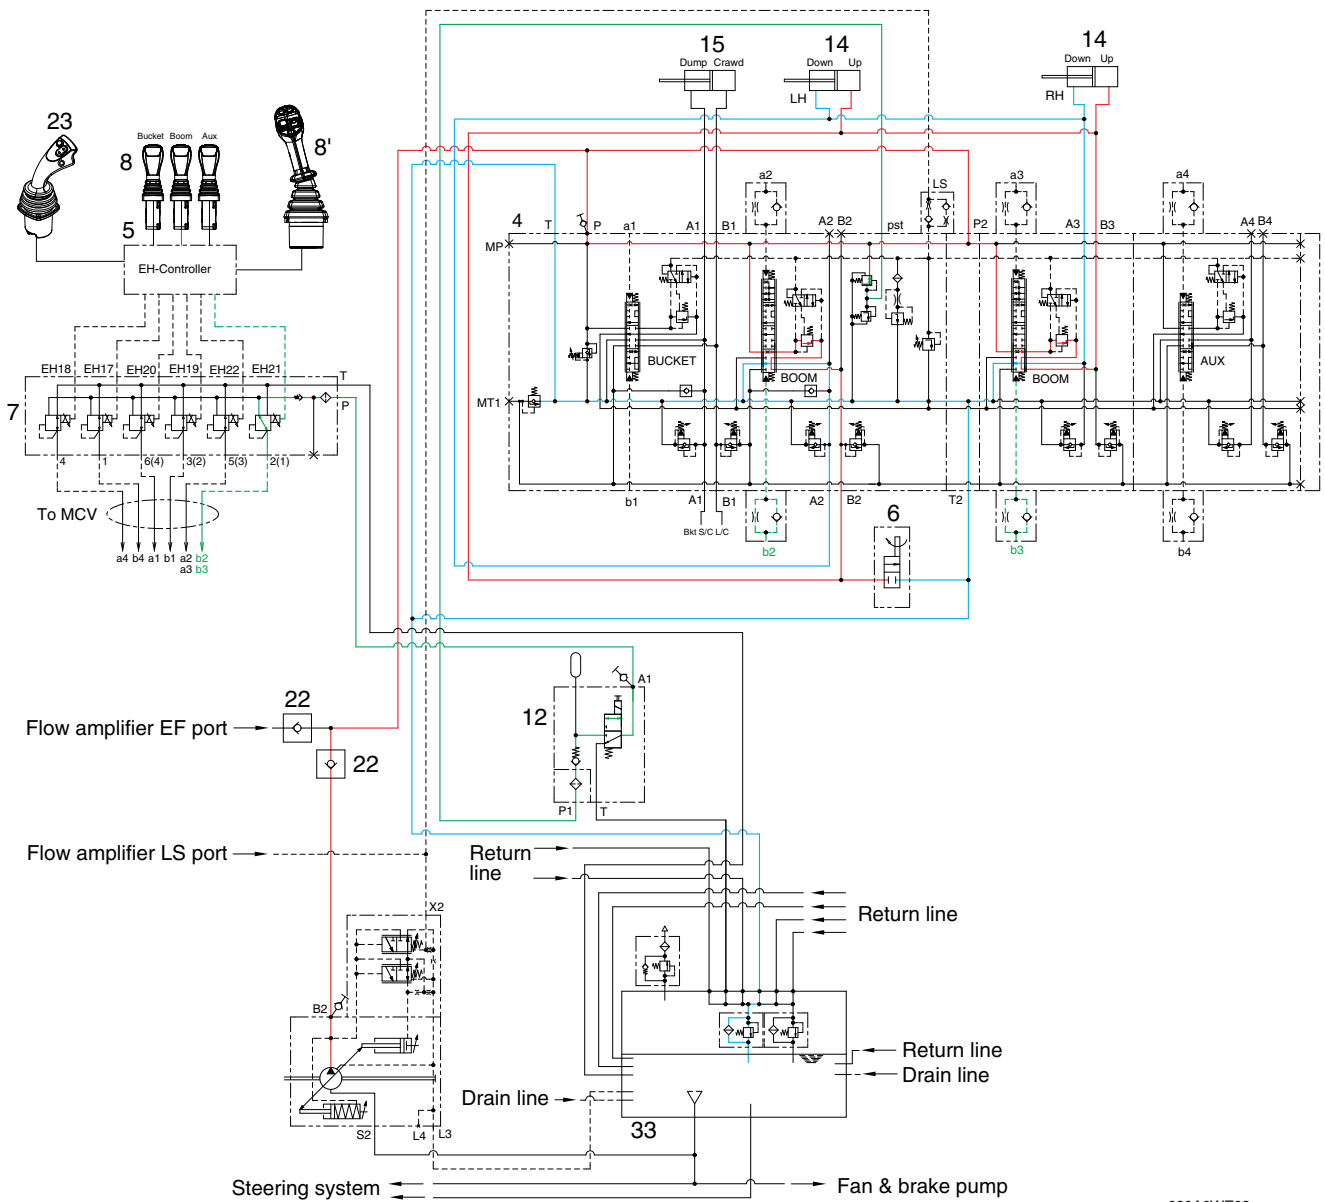 15
14
14
Dump Crawd
Down Up
Down Up
LH
RH
23
Bucket Boom Aux
8
8'
5
EH-Controller
a2
LS
a3
a4
4
T
P
a1
A1
B1
A2 B2
pst
P2
A3
B3
A4 B4
MP
BUCKET
BOOM
BOOM
AUX
MT1
EH18
EH17
EH20
EH19
EH22
EH21
T
P
7
4
1
6(4)
3(2)
5(3)
2(1)
To MCV
a4 b4 a1 b1 a2 b2
a3 b3
b1
A1
B1
A2
B2
T2
Bkt S/C L/C
b2
6
b3
b4
A1
12
P1
T
22
Flow amplifier EF port
22
Flow amplifier LS port
Return
line
Return line
X2
B2
S2
L4
L3
Return line
Drain line
Drain line
33
Steering system
Fan & brake pump